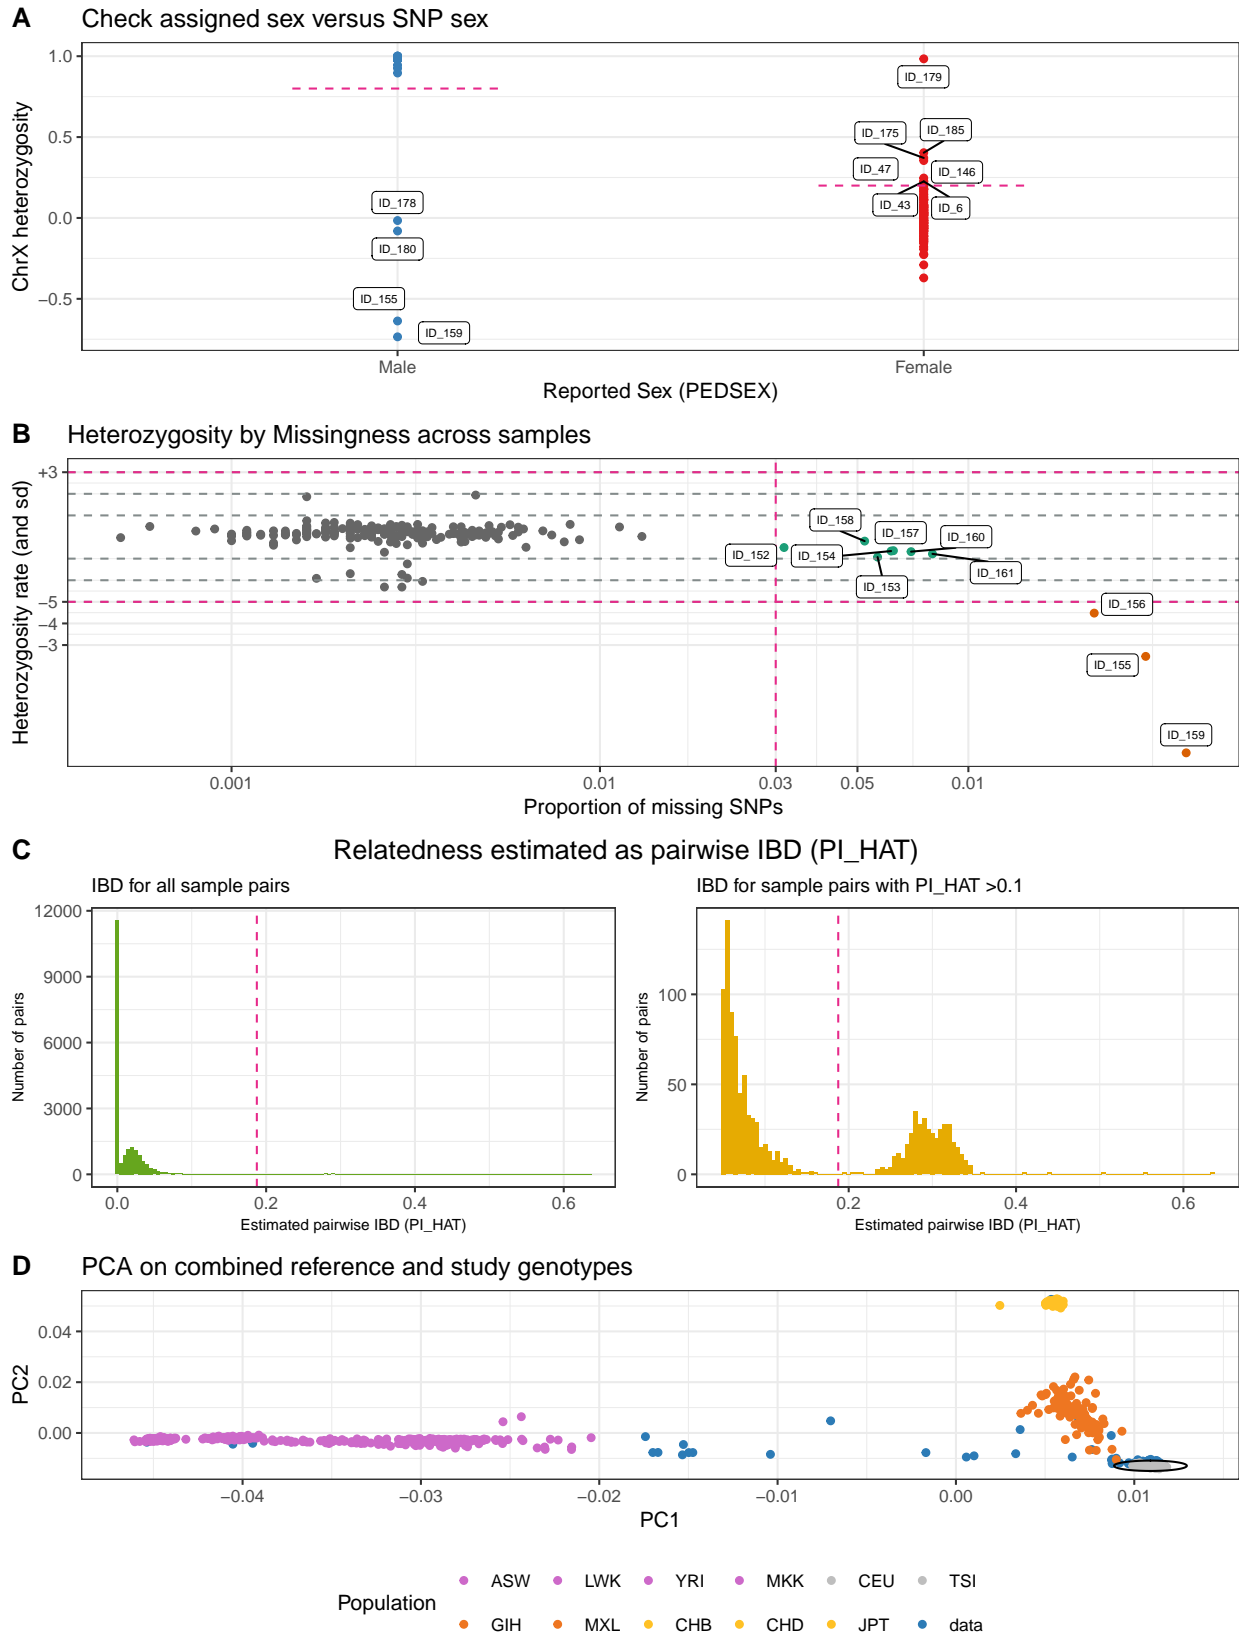 A Check assigned sex versus SNP sex
ChrX heterozygosity
1.0
0.5
0.0
−0.5
ID_179
ID_175
ID_185
ID_47
ID_146
ID_43
ID_6
ID_178
ID_180
ID_155
ID_159
Male Female
Reported Sex (PEDSEX)
B Heterozygosity by Missingness across samples
Heterozygosity rate (and sd)
+3
−5
−4
−3
ID_158
ID_157
ID_152
ID_154
ID_160
ID_153
ID_161
ID_156
ID_155
ID_159
0.001 0.01 0.03 0.05 0.01
Proportion of missing SNPs
C Relatedness estimated as pairwise IBD (PI_HAT)
IBD for all sample pairs
Number of pairs
12000
9000
6000
3000
0
0.0 0.2 0.4 0.6
Estimated pairwise IBD (PI_HAT)
IBD for sample pairs with PI_HAT >0.1
Number of pairs
100
50
0
0.2 0.4 0.6
Estimated pairwise IBD (PI_HAT)
D PCA on combined reference and study genotypes
PC2
0.04
0.02
0.00
−0.04 −0.03 −0.02 −0.01 0.00 0.01
PC1
Population
ASW LWK YRI MKK CEU TSI
GIH MXL CHB CHD JPT data